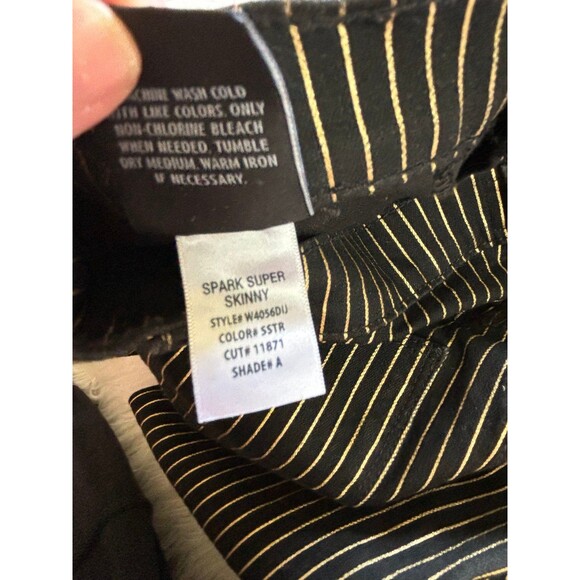 MACHINE WASH COLD
WITH LIKE COLORS. ONLY
NON-CHLORINE BLEACH
WHEN NEEDED. TUMBLE
DRY MEDIUM. WARM IRON
IF NECESSARY.
SPARK SUPER
SKINNY
STYLE# W4056DU
COLOR# SSTR
CUT# 11871
SHADE# A